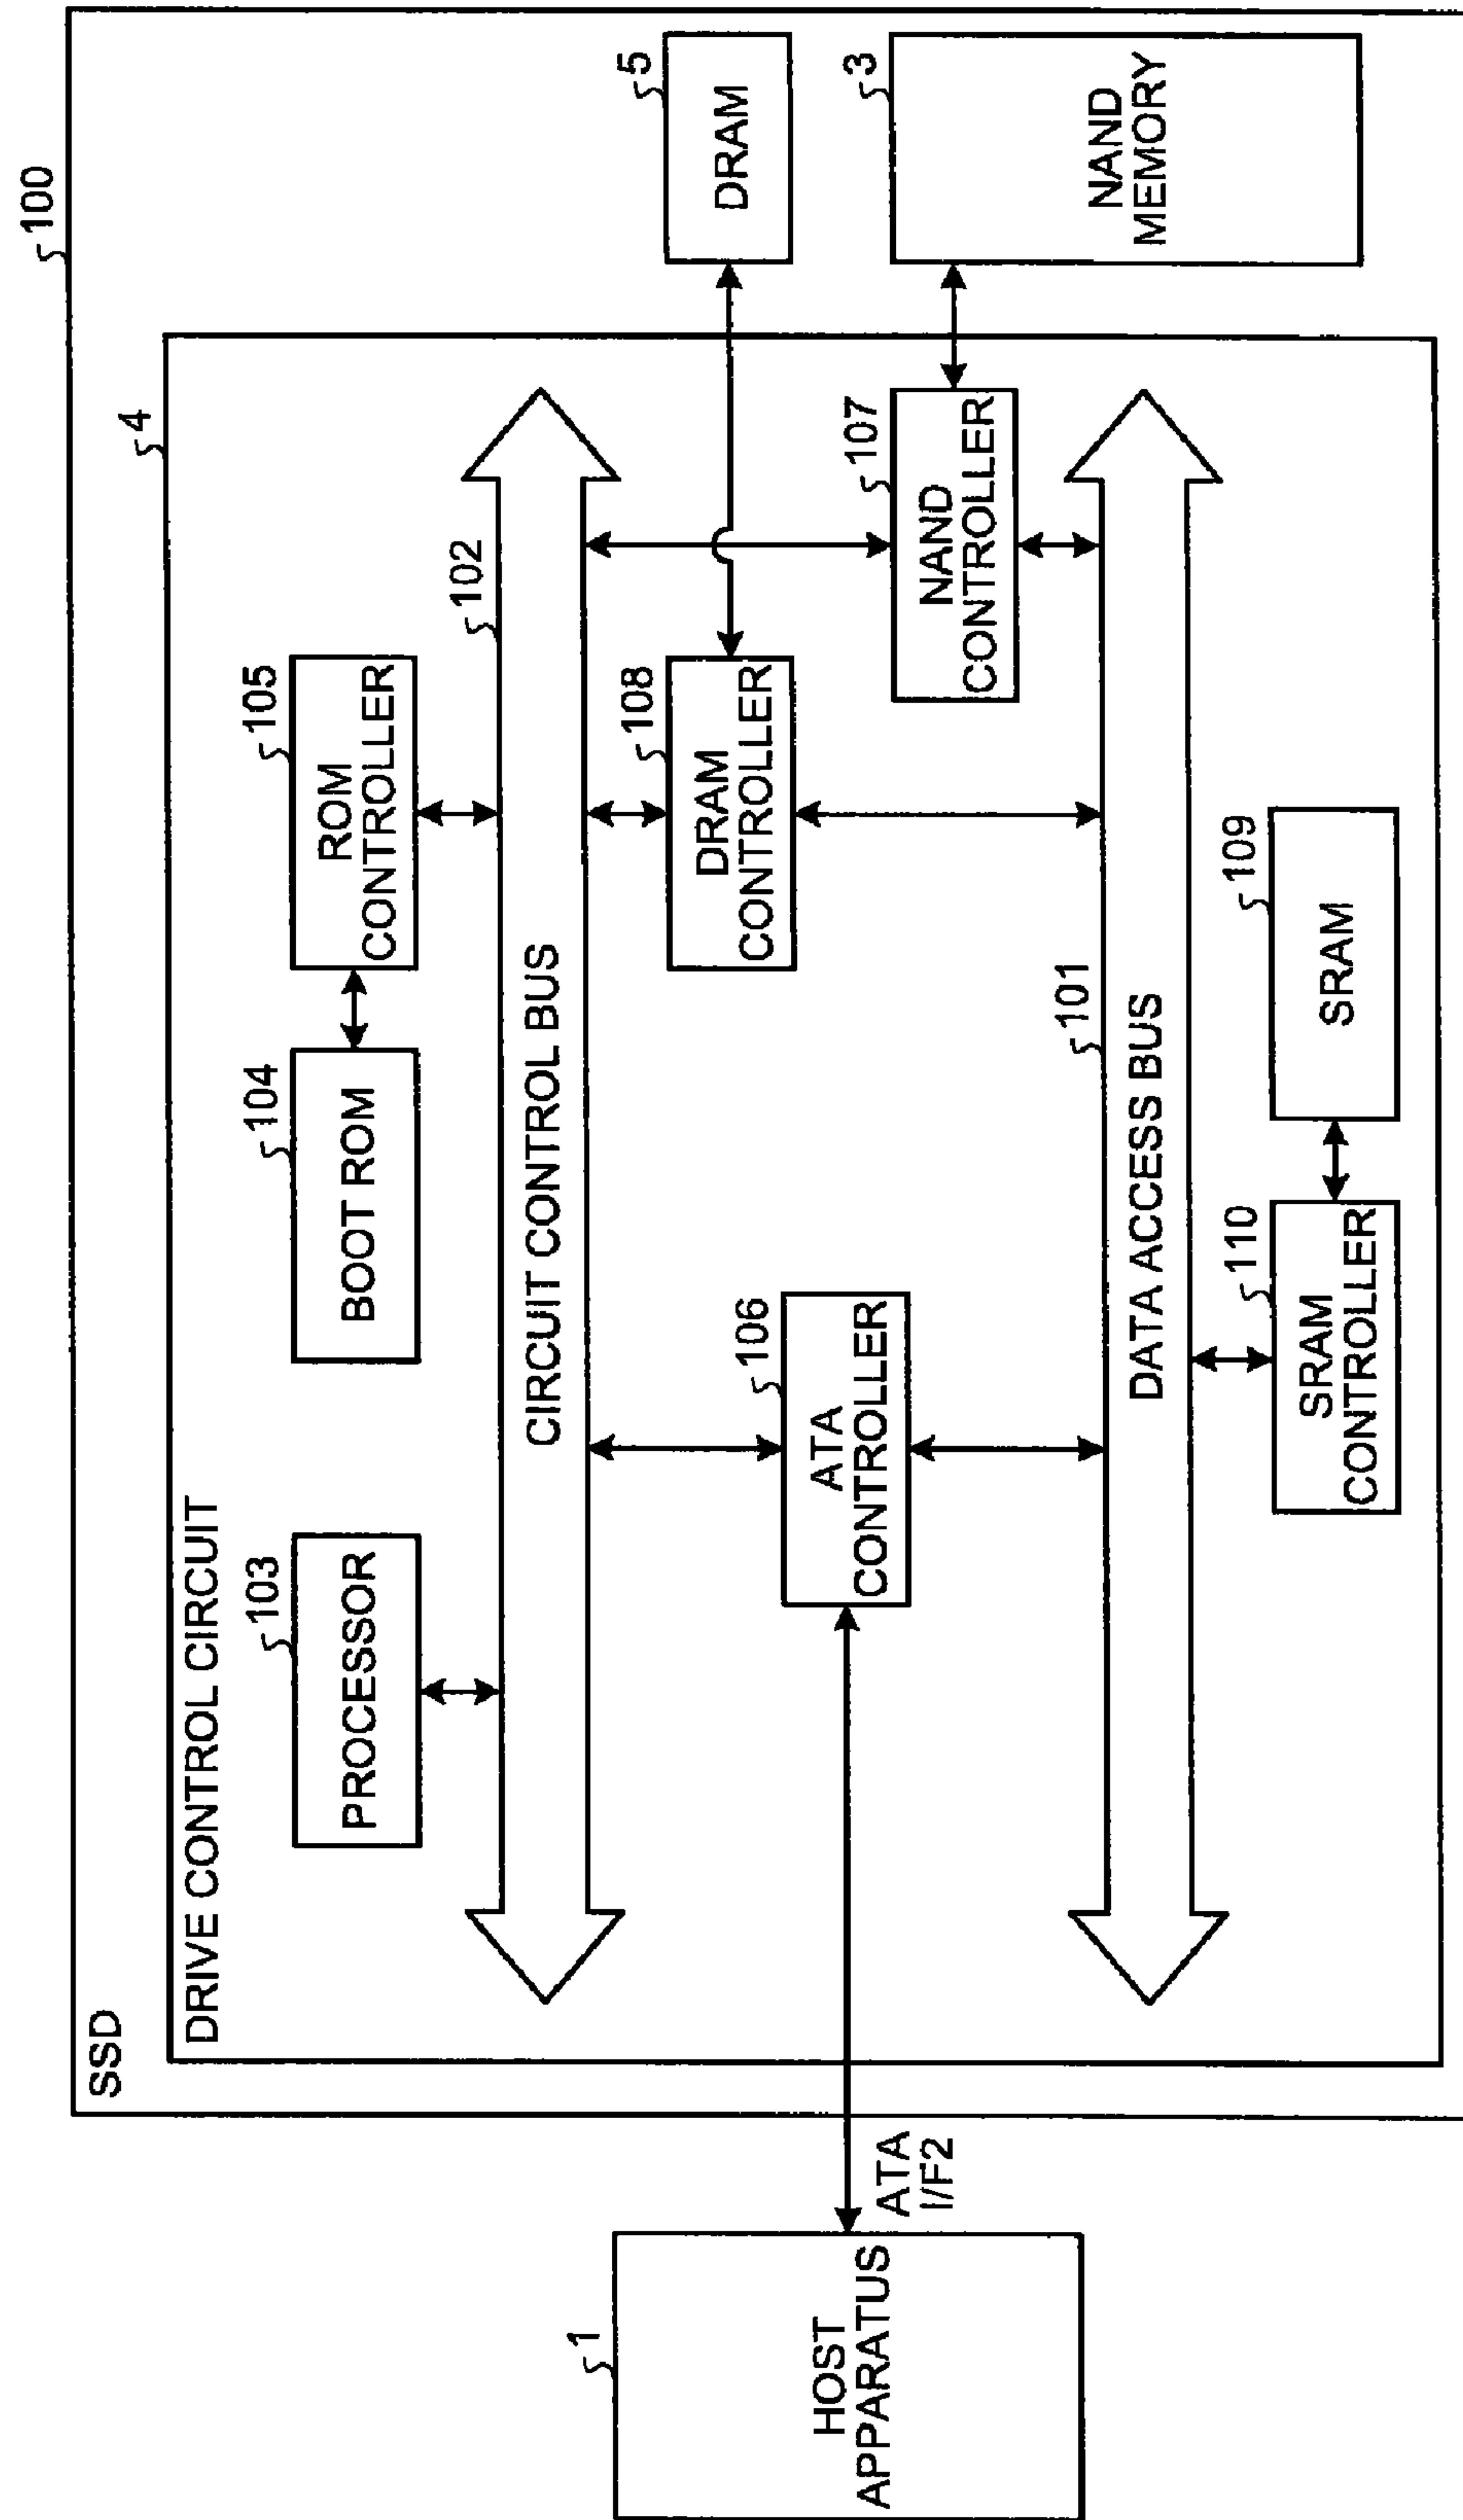 100
SSD
4
DRIVE CONTROL CIRCUIT
103
PROCESSOR
104
BOOT ROM
105
ROM
CONTROLLER
102
CIRCUIT CONTROL BUS
1
HOST
APPARATUS
ATA
I/F2
106
ATA
CONTROLLER
108
DRAM
CONTROLLER
5
DRAM
107
NAND
CONTROLLER
3
NAND
MEMORY
101
DATA ACCESS BUS
110
SRAM
CONTROLLER
109
SRAM